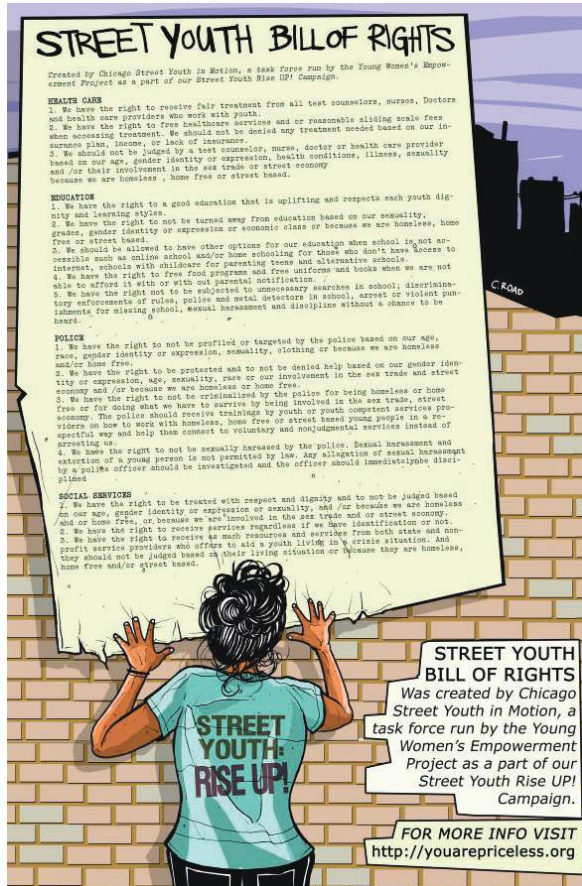 STREET YOUTH BILL OF RIGHTS
Created by Chicago Street Youth in Motion, a task force run by the Young Women's Empow-
erment Project as a part of our Street Youth Rise UP! Campaign.
HEALTH CARE
1. We have the right to receive fair treatment from all test counselors, nurses, Doctors
and health care providers who work with youth.
2. We have the right to free healthcare services and or reasonable sliding scale fees
when accessing treatment. We should not be denied any treatment needed based on our in-
surance plan, income, or lack of insurance.
3. We should not be judged by a test counselor, nurse, doctor or health care provider
based on our age, gender identity or expression, health conditions, illness, sexuality
and /or their involvement in the sex trade or street economy
because we are homeless , home free or street based.
EDUCATION
1. We have the right to a good education that is uplifting and respects each youth dig-
nity and learning styles.
2. We have the right to not be turned away from education based on our sexuality,
grades, gender identity or expression or economic class or because we are homeless, home
free or street based.
3. We should be allowed to have other options for our education when school is not ac-
cessible such as online school and/or home schooling for those who don't have access to
internet, schools with childcare for parenting teens and alternative schools.
4. We have the right to free food programs and free uniforms and books when we are not
able to afford it with or with out parental notification.
5. We have the right not to be subjected to unnecessary searches in school; discrimina-
tory enforcements of rules, police and metal detectors in school, arrest or violent pun-
ishments for missing school, sexual harassment and discipline without a chance to be
heard.
POLICE
1. We have the right to not be profiled or targeted by the police based on our age,
race, gender identity or expression, sexuality, clothing or because we are homeless
and/or home free.
2. We have the right to be protected and to not be denied help based on our gender iden-
tity or expression, age, sexuality, race or our involvement in the sex trade and street
economy and /or because we are homeless or home free.
3. We have the right to not be criminalized by the police for being homeless or home
free or for doing what we have to survive by being involved in the sex trade, street
economy. The police should receive trainings by youth or youth competent services pro-
viders on how to work with homeless, home free or street based young people in a re-
spectful way and help them connect to voluntary and nonjudgmental services instead of
arresting us.
4. We have the right to not be sexually harassed by the police. Sexual harassment and
extortion of a young person is not permitted by law. Any allegation of sexual harassment
by a police officer should be investigated and the officer should immediately be disci-
plined
SOCIAL SERVICES
1. We have the right to be treated with respect and dignity and to not be judged based
on our age, gender identity or expression or sexuality, and /or because we are homeless
and or home free, or because we are involved in the sex trade and or street economy.
2. We have the right to receive services regardless if we have identification or not.
3. We have the right to receive as much resources and services from both state and non-
profit service providers who offers to aid a youth living in a crisis situation. And
they should not be judged based on their living situation or because they are homeless,
home free and/or street based.
C. ROAD
STREET
YOUTH:
RISE UP!
STREET YOUTH
BILL OF RIGHTS
Was created by Chicago
Street Youth in Motion, a
task force run by the Young
Women's Empowerment
Project as a part of our
Street Youth Rise UP!
Campaign.
FOR MORE INFO VISIT
http://youarepriceless.org